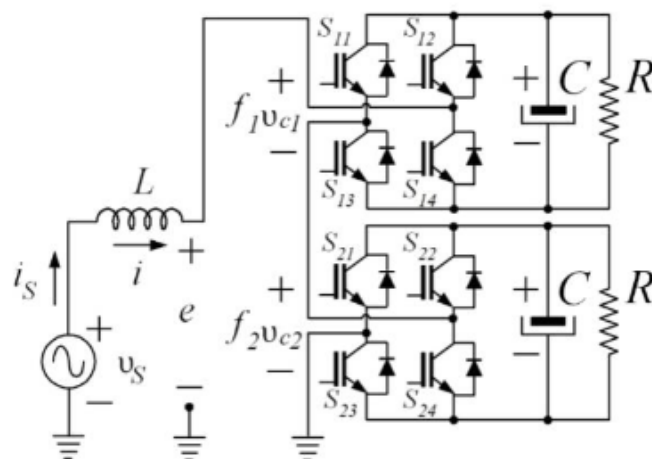 S11 S12
+ + C R
f1υc1
− −
S13 S14
L
i
+
S21 S22
iS
+ + C R
e
f2υc2
+ υS
− −
S23 S24
− −